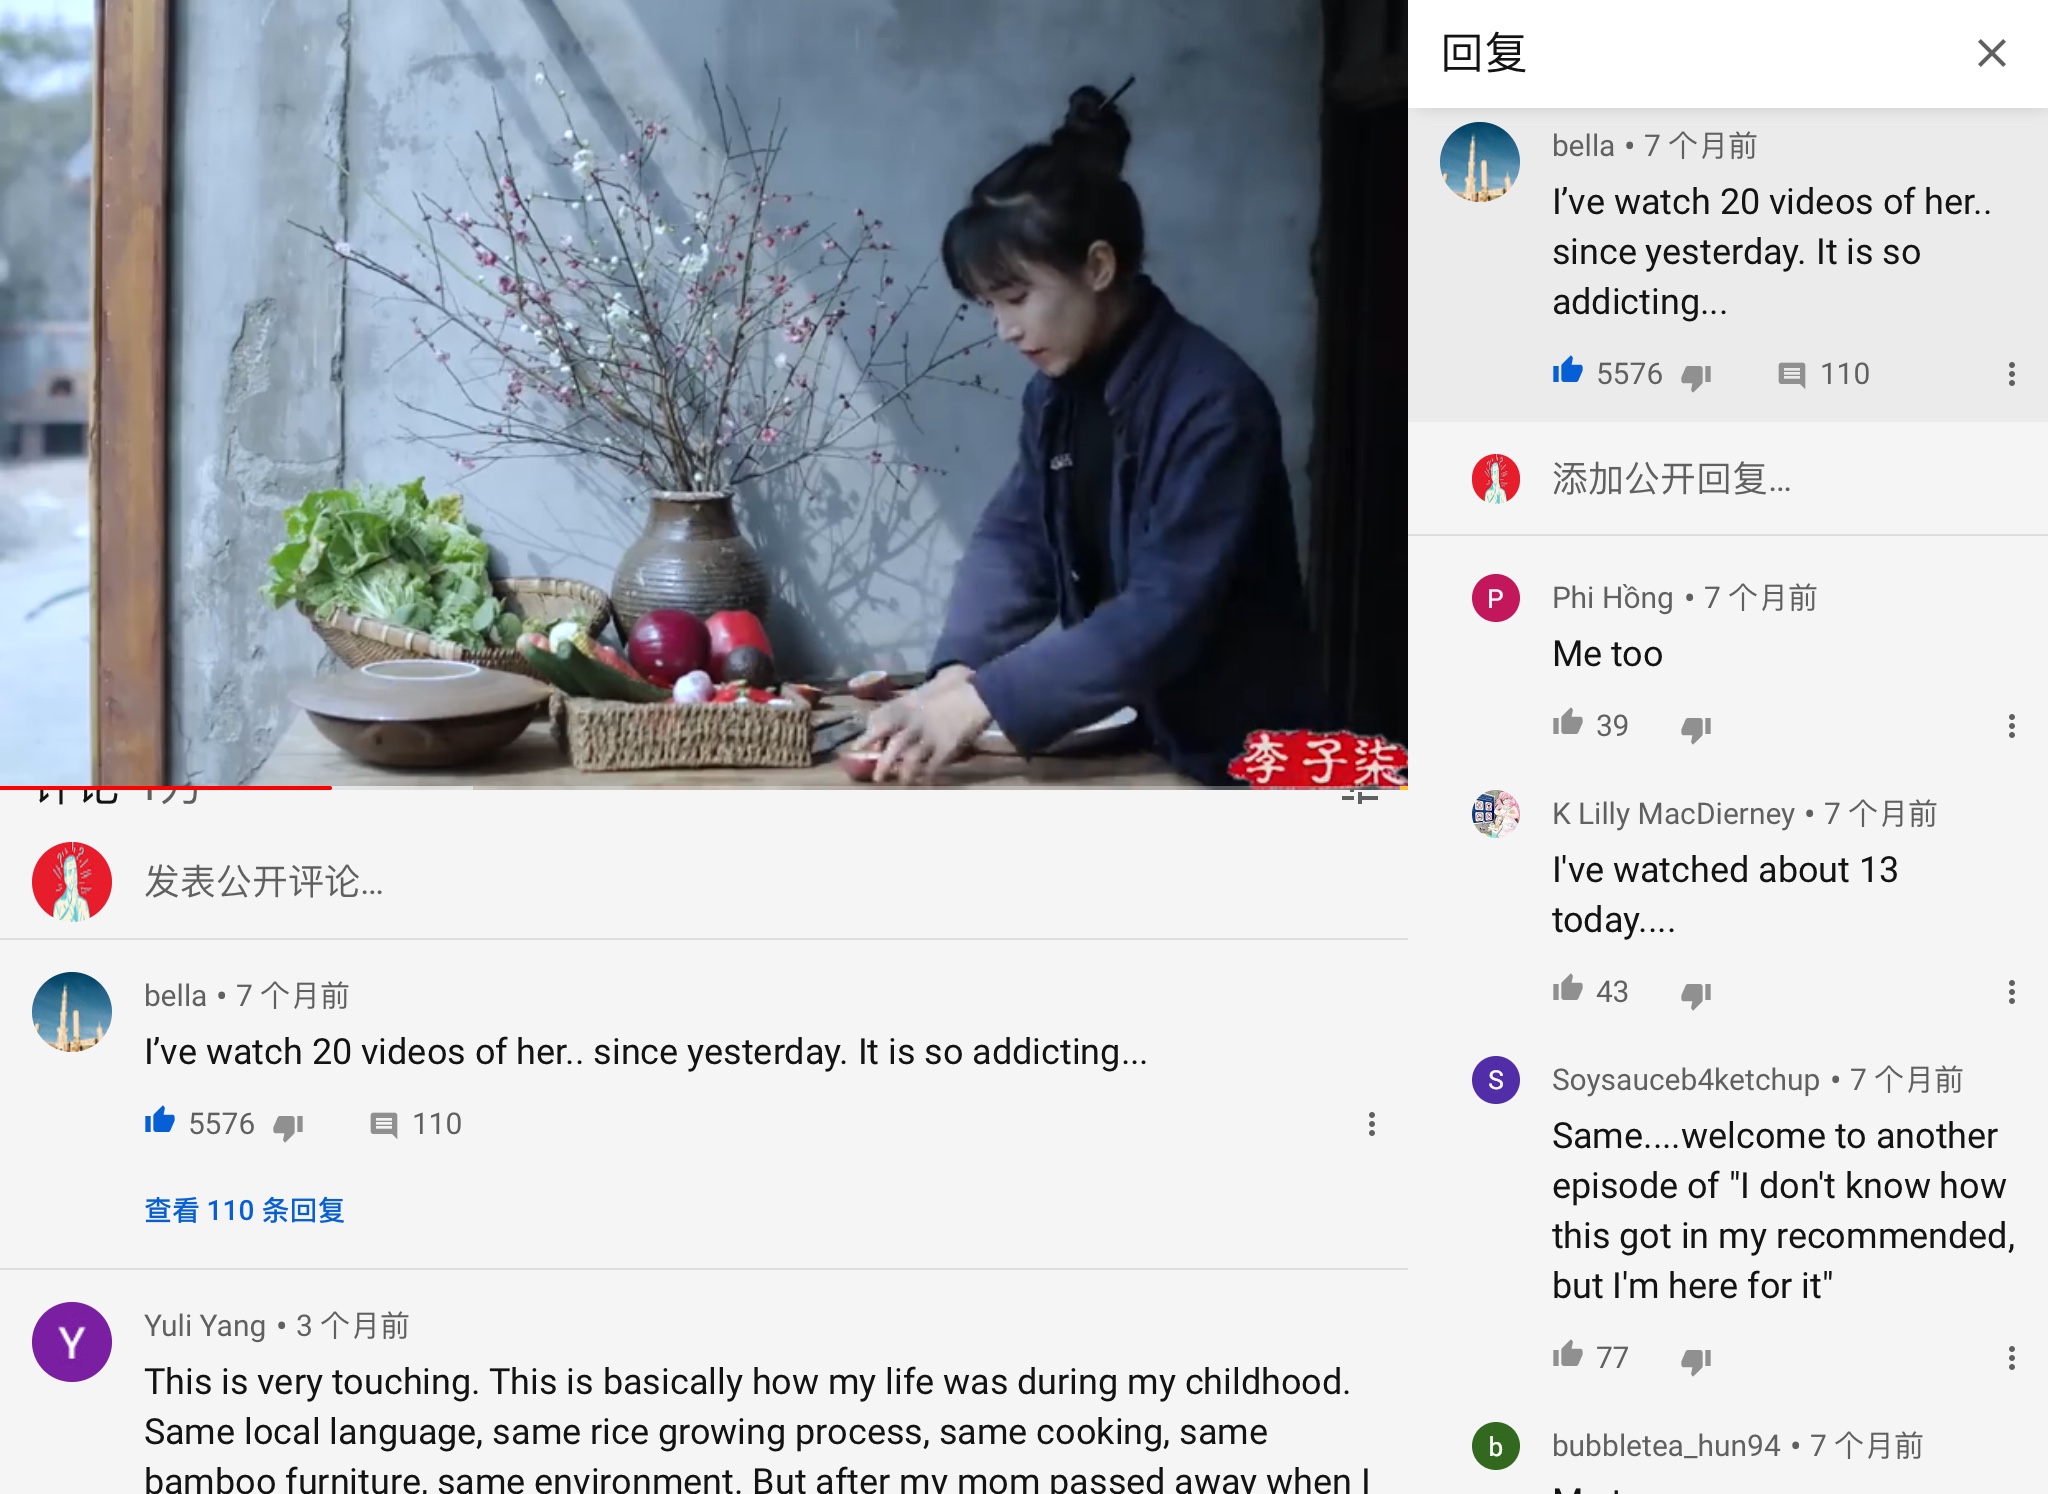 李子柒
评论 1万
发表公开评论...
bella • 7 个月前
I’ve watch 20 videos of her.. since yesterday. It is so addicting...
5576 110
查看 110 条回复
Y
Yuli Yang • 3 个月前
This is very touching. This is basically how my life was during my childhood.
Same local language, same rice growing process, same cooking, same
bamboo furniture, same environment. But after my mom passed away when I
回复
bella • 7 个月前
I’ve watch 20 videos of her..
since yesterday. It is so
addicting...
5576 110
添加公开回复...
P
Phi Hồng • 7 个月前
Me too
39
K Lilly MacDierney • 7 个月前
I've watched about 13
today....
43
S
Soysauceb4ketchup • 7 个月前
Same....welcome to another
episode of "I don't know how
this got in my recommended,
but I'm here for it"
77
b
bubbletea_hun94 • 7 个月前